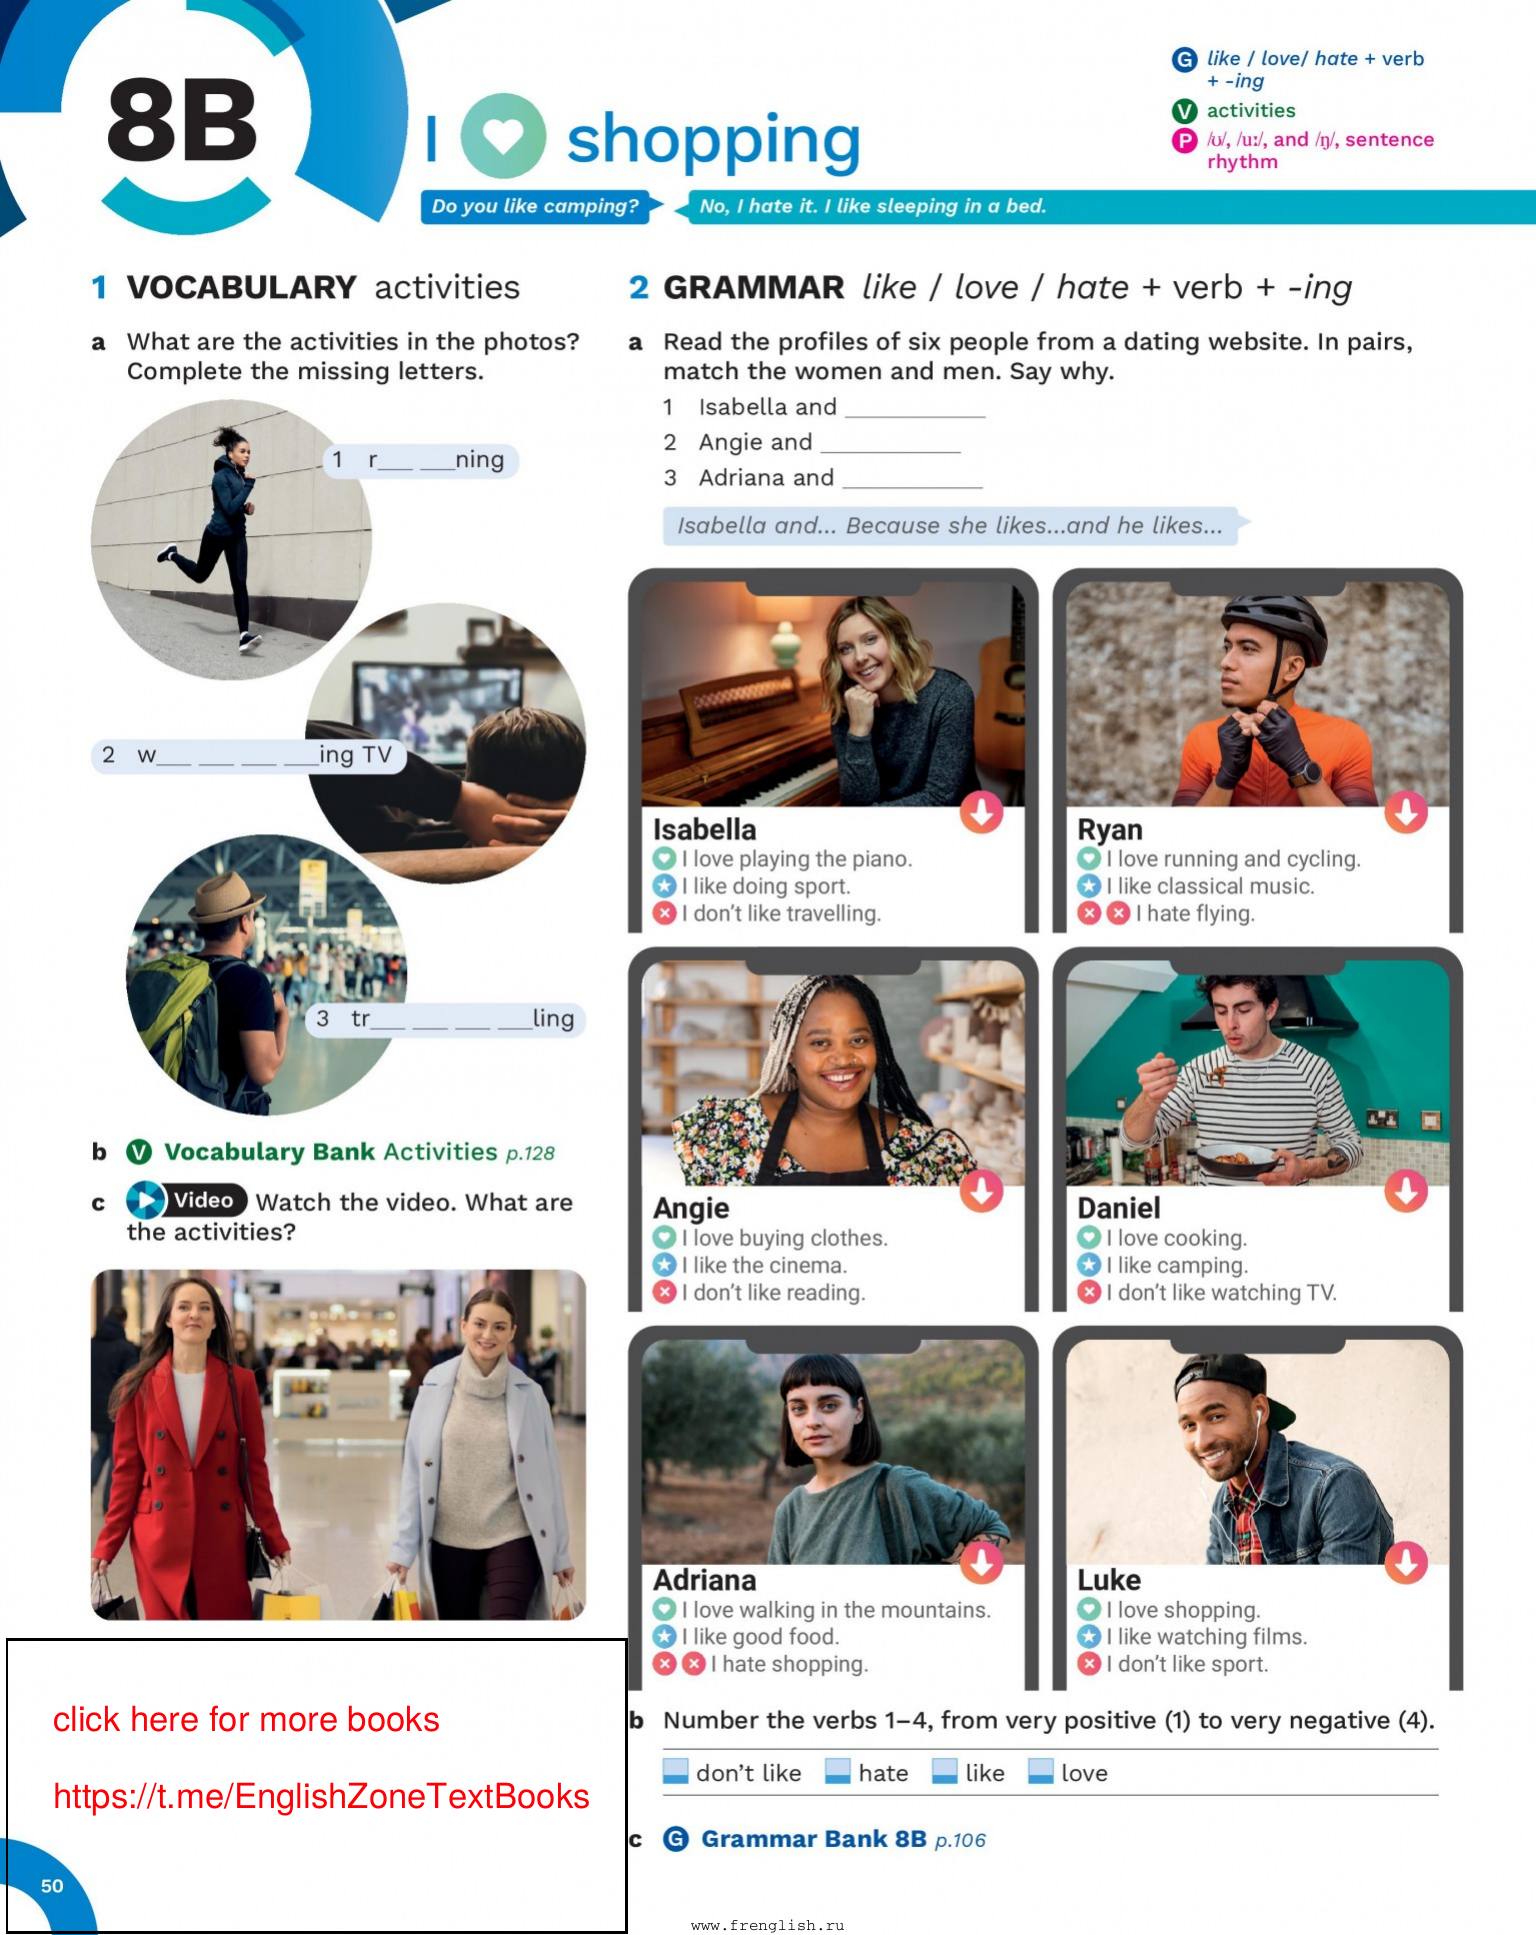 8B
I shopping
G like / love/ hate + verb
+ -ing
V activities
P /ʊ/, /uː/, and /ŋ/, sentence
rhythm
Do you like camping?
No, I hate it. I like sleeping in a bed.
1 VOCABULARY activities
a What are the activities in the photos?
Complete the missing letters.
1 r___ ___ning
2 w___ ___ ___ ___ing TV
3 tr___ ___ ___ ___ling
b V Vocabulary Bank Activities p.128
c Video Watch the video. What are
the activities?
2 GRAMMAR like / love / hate + verb + -ing
a Read the profiles of six people from a dating website. In pairs,
match the women and men. Say why.
1 Isabella and ____________
2 Angie and ____________
3 Adriana and ____________
Isabella and... Because she likes...and he likes...
Isabella
I love playing the piano.
I like doing sport.
I don't like travelling.
Ryan
I love running and cycling.
I like classical music.
I hate flying.
Angie
I love buying clothes.
I like the cinema.
I don't like reading.
Daniel
I love cooking.
I like camping.
I don't like watching TV.
Adriana
I love walking in the mountains.
I like good food.
I hate shopping.
Luke
I love shopping.
I like watching films.
I don't like sport.
b Number the verbs 1–4, from very positive (1) to very negative (4).
don't like hate like love
c G Grammar Bank 8B p.106
click here for more books
https://t.me/EnglishZoneTextBooks
50
www.frenglish.ru